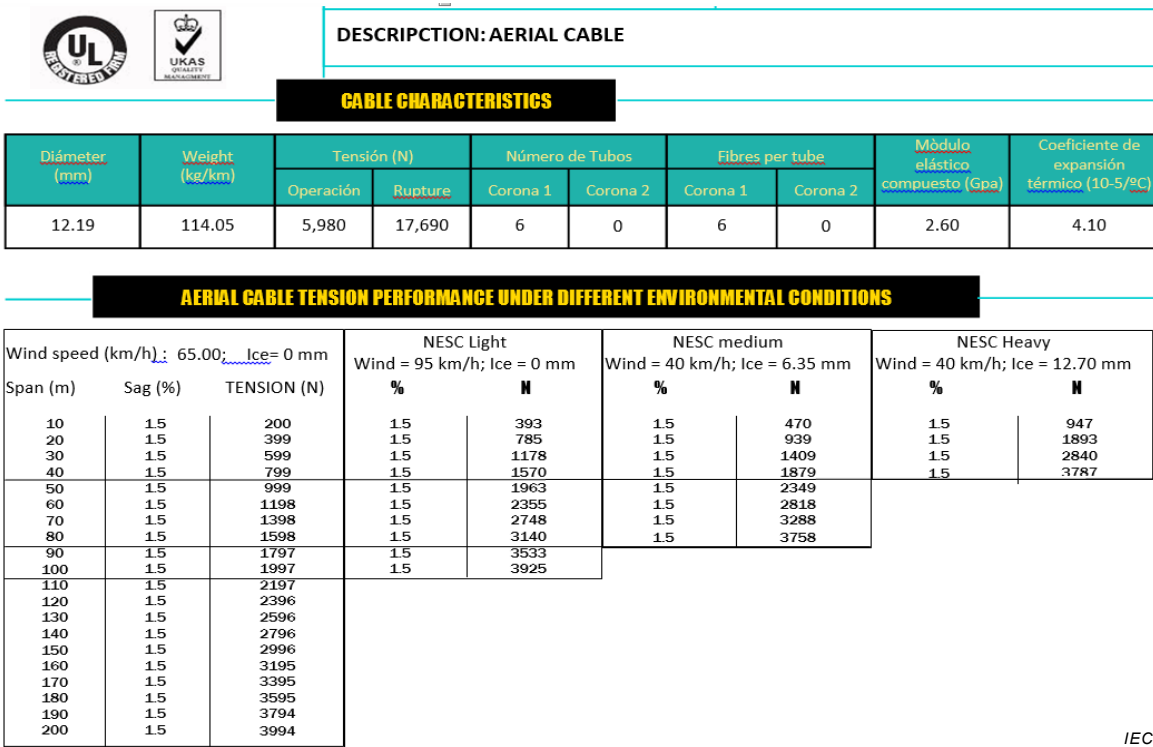 UL
®
REGISTERED FIRM
UKAS
QUALITY
MANAGMENT
DESCRIPCTION: AERIAL CABLE
CABLE CHARACTERISTICS
Diámeter (mm) Weight (kg/km) Tensión (N) Número de Tubos Fibres per tube Mòdulo elástico compuesto (Gpa) Coeficiente de expansión térmico (10-5/ºC)
Operación Rupture Corona 1 Corona 2 Corona 1 Corona 2
12.19 114.05 5,980 17,690 6 0 6 0 2.60 4.10
AERIAL CABLE TENSION PERFORMANCE UNDER DIFFERENT ENVIRONMENTAL CONDITIONS
Wind speed (km/h) : 65.00; Ice= 0 mm NESC Light NESC medium NESC Heavy
Wind = 95 km/h; Ice = 0 mm Wind = 40 km/h; Ice = 6.35 mm Wind = 40 km/h; Ice = 12.70 mm
Span (m) Sag (%) TENSION (N) % N % N % N
10 1.5 200 1.5 393 1.5 470 1.5 947
20 1.5 399 1.5 785 1.5 939 1.5 1893
30 1.5 599 1.5 1178 1.5 1409 1.5 2840
40 1.5 799 1.5 1570 1.5 1879 1.5 3787
50 1.5 999 1.5 1963 1.5 2349
60 1.5 1198 1.5 2355 1.5 2818
70 1.5 1398 1.5 2748 1.5 3288
80 1.5 1598 1.5 3140 1.5 3758
90 1.5 1797 1.5 3533
100 1.5 1997 1.5 3925
110 1.5 2197
120 1.5 2396
130 1.5 2596
140 1.5 2796
150 1.5 2996
160 1.5 3195
170 1.5 3395
180 1.5 3595
190 1.5 3794
200 1.5 3994
IEC